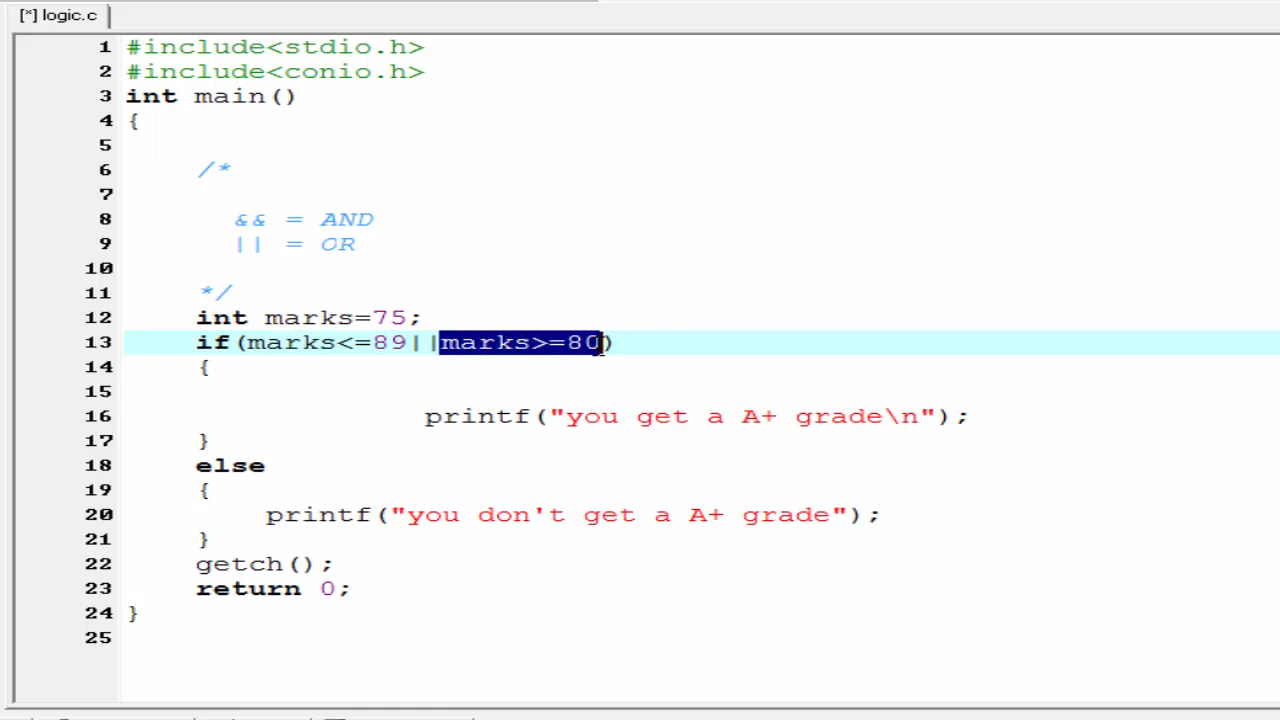 [*] logic.c
1 #include<stdio.h>
2 #include<conio.h>
3 int main()
4 {
5
6 /*
7
8 && = AND
9 || = OR
10
11 */
12 int marks=75;
13 if(marks<=89||marks>=80)
14 {
15
16 printf("you get a A+ grade\n");
17 }
18 else
19 {
20 printf("you don't get a A+ grade");
21 }
22 getch();
23 return 0;
24 }
25